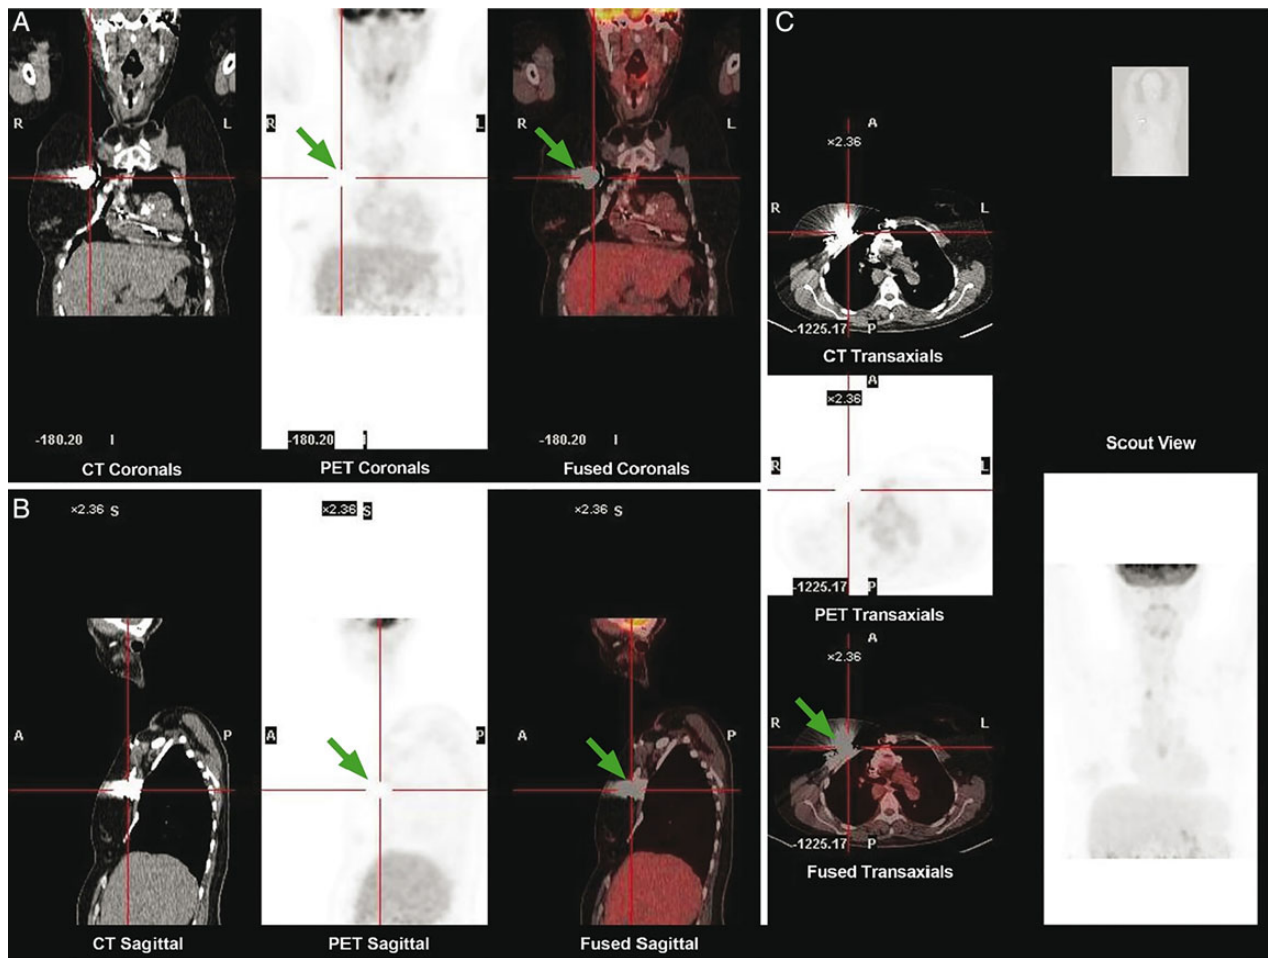 A
R
L
R
L
R
L
-180.20 I
-180.20 I
-180.20 I
CT Coronals
PET Coronals
Fused Coronals
B
×2.36 S
×2.36 S
×2.36 S
A
P
A
P
A
P
CT Sagittal
PET Sagittal
Fused Sagittal
C
A
×2.36
R
L
-1225.17 P
CT Transaxials
A
×2.36
R
L
-1225.17 P
PET Transaxials
A
×2.36
R
L
-1225.17 P
Fused Transaxials
Scout View